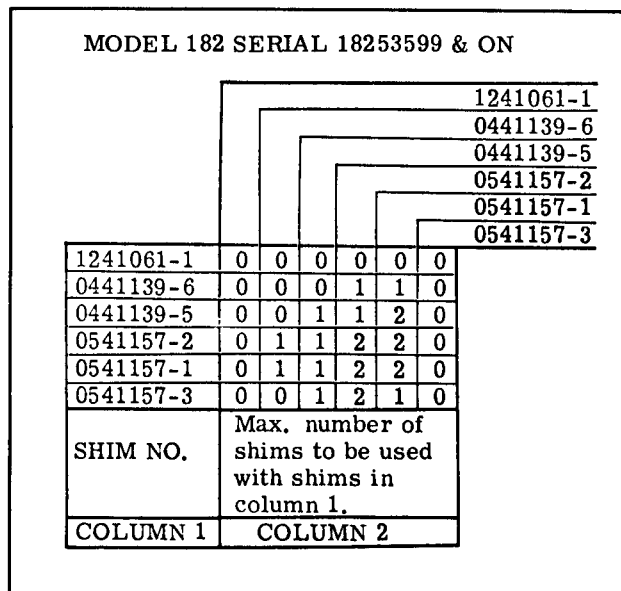 MODEL 182 SERIAL 18253599 & ON
1241061-1
0441139-6
0441139-5
0541157-2
0541157-1
0541157-3
1241061-1 0 0 0 0 0 0
0441139-6 0 0 0 1 1 0
0441139-5 0 0 1 1 2 0
0541157-2 0 1 1 2 2 0
0541157-1 0 1 1 2 2 0
0541157-3 0 0 1 2 1 0
SHIM NO.
Max. number of
shims to be used
with shims in
column 1.
COLUMN 1 COLUMN 2